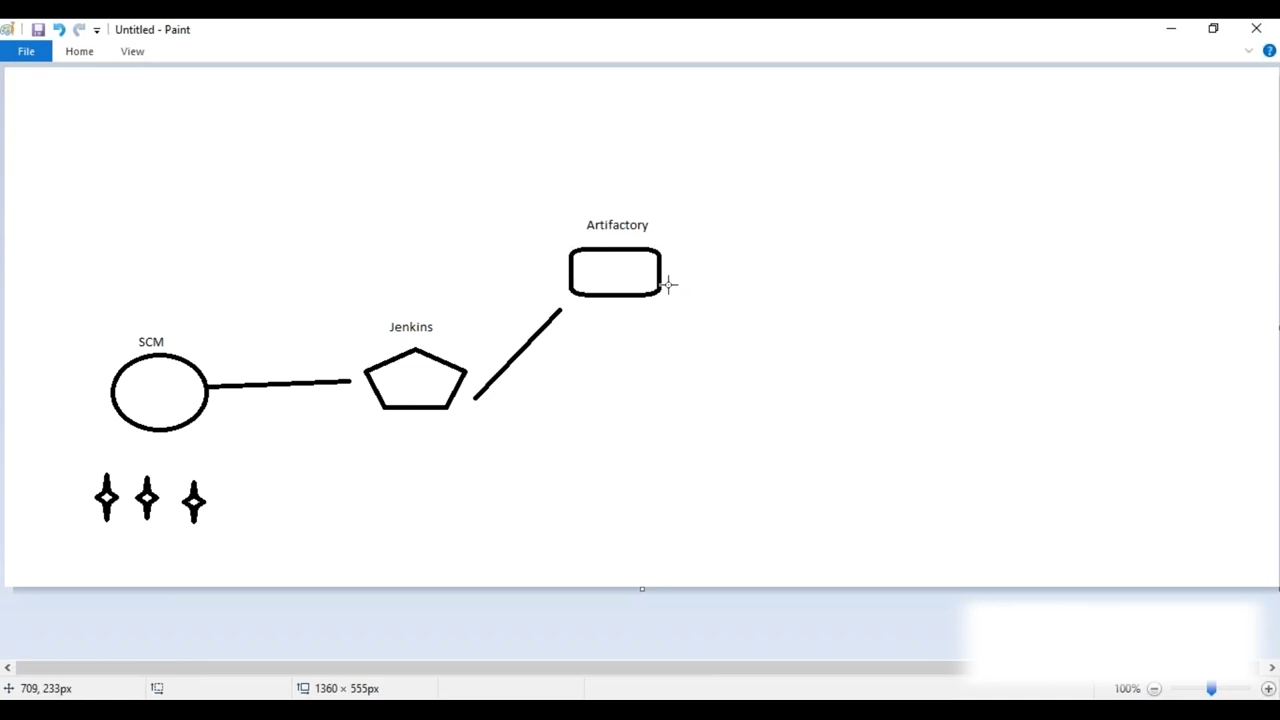 Untitled - Paint
File Home View
Artifactory
Jenkins
SCM
709, 233px
1360 × 555px
100%